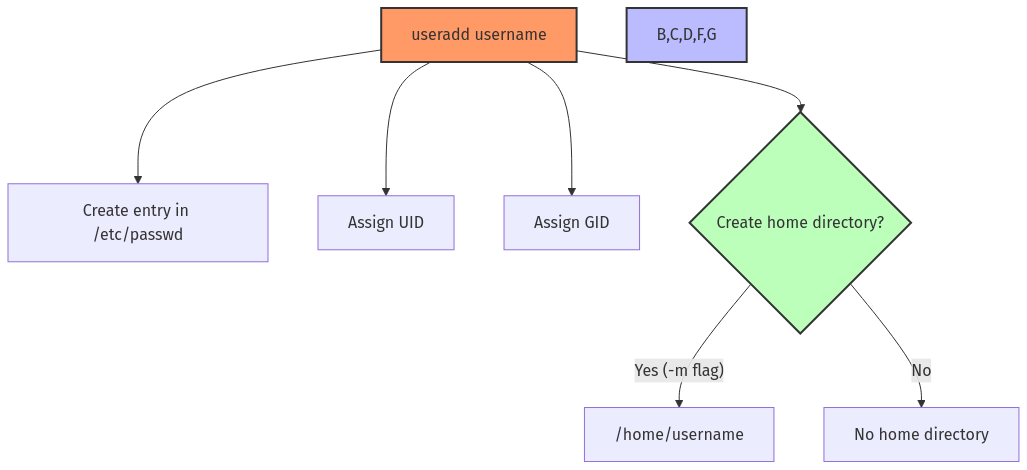 useradd username
B,C,D,F,G
Create entry in
/etc/passwd
Assign UID
Assign GID
Create home directory?
Yes (-m flag)
No
/home/username
No home directory